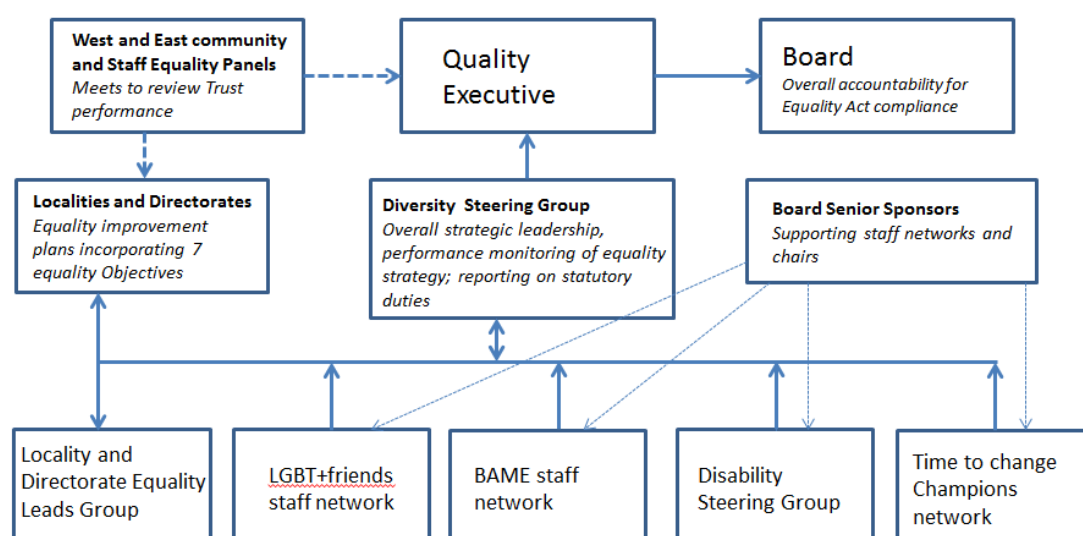 West and East community
and Staff Equality Panels
Meets to review Trust
performance
Quality
Executive
Board
Overall accountability for
Equality Act compliance
Localities and Directorates
Equality improvement
plans incorporating 7
equality Objectives
Diversity Steering Group
Overall strategic leadership,
performance monitoring of equality
strategy; reporting on statutory
duties
Board Senior Sponsors
Supporting staff networks and
chairs
Locality and
Directorate Equality
Leads Group
LGBT+friends
staff network
BAME staff
network
Disability
Steering Group
Time to change
Champions
network